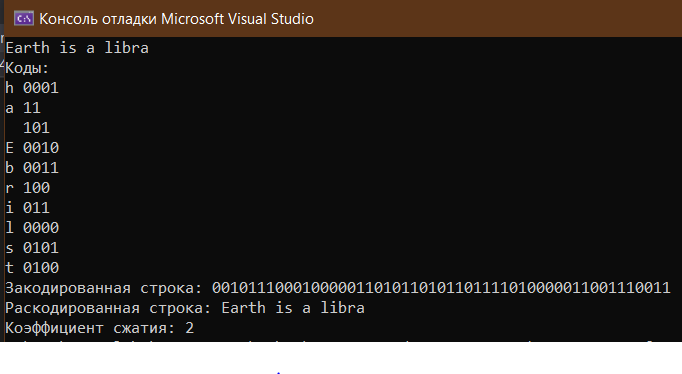 Консоль отладки Microsoft Visual Studio
Earth is a libra
Коды:
h 0001
a 11
101
E 0010
b 0011
r 100
i 011
l 0000
s 0101
t 0100
Закодированная строка: 001011100010000011010110101101111010000011001110011
Раскодированная строка: Earth is a libra
Коэффициент сжатия: 2